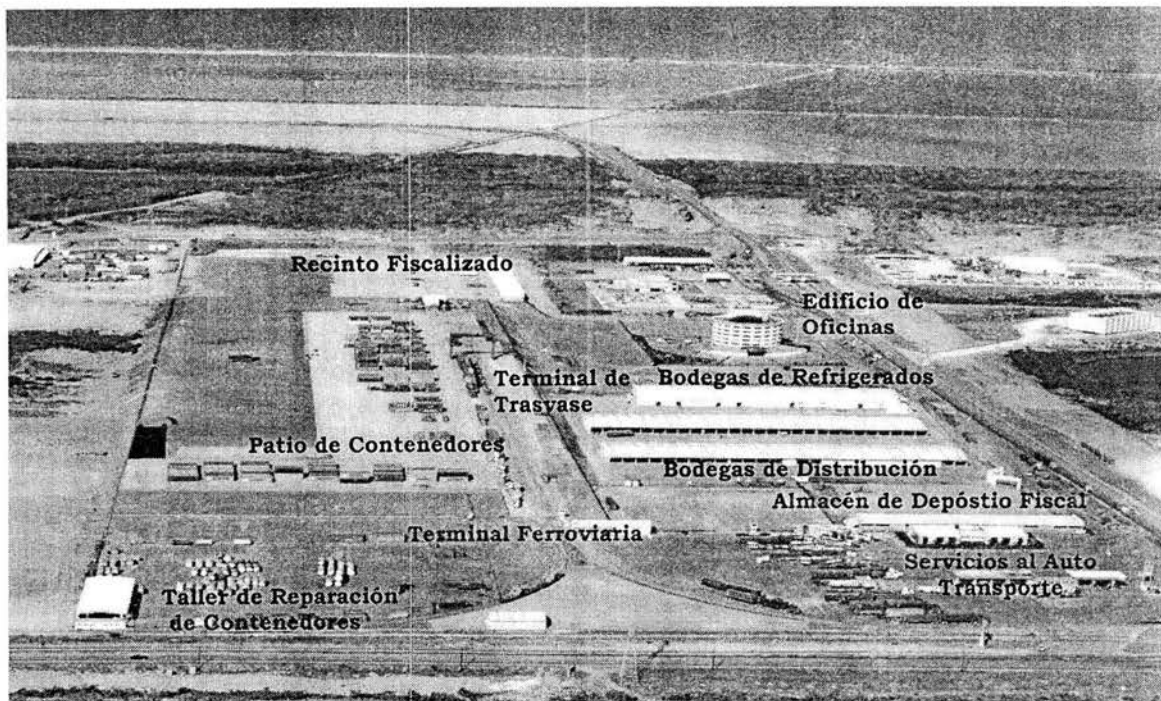 Recinto Fiscalizado
Edificio de
Oficinas
Terminal de
Trasvase
Bodegas de Refrigerados
Patio de Contenedores
Bodegas de Distribución
Almacén de Depóstio Fiscal
Terminal Ferroviaria
Servicios al Auto
Transporte
Taller de Reparación
de Contenedores